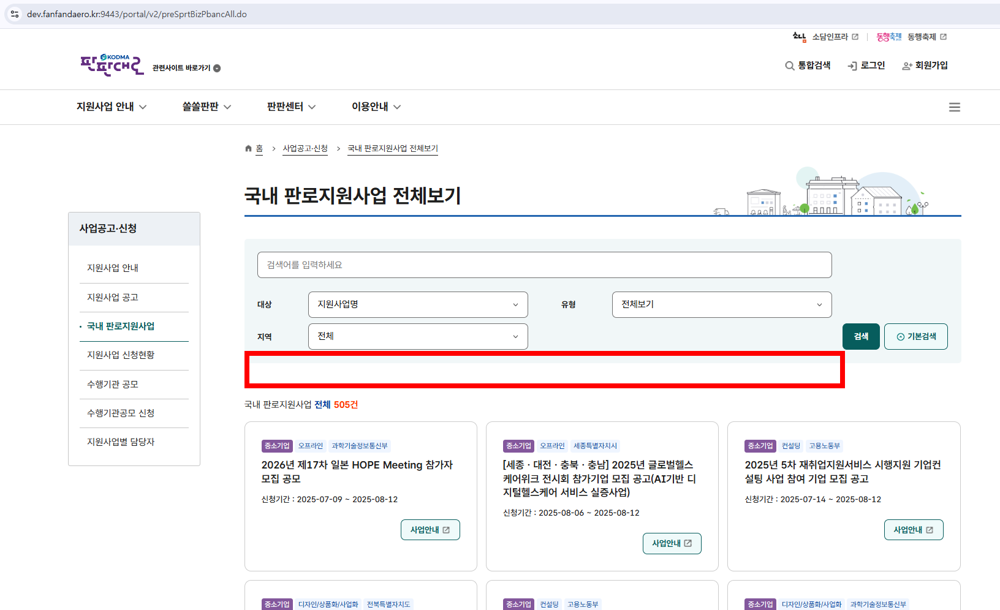 dev.fanfandaero.kr:9443/portal/v2/preSprtBizPbancAll.do
소담 소담인프라 동행축제 동행축제
KODMA
판판대로 관련사이트 바로가기
통합검색 로그인 회원가입
지원사업 안내 쏠쏠판판 판판센터 이용안내
홈 사업공고·신청 국내 판로지원사업 전체보기
국내 판로지원사업 전체보기
사업공고·신청
지원사업 안내
지원사업 공고
국내 판로지원사업
지원사업 신청현황
수행기관 공모
수행기관공모 신청
지원사업별 담당자
검색어를 입력하세요
대상 지원사업명 유형 전체보기
지역 전체 검색 기본검색
국내 판로지원사업 전체 505건
중소기업 오프라인 과학기술정보통신부
2026년 제17차 일본 HOPE Meeting 참가자
모집 공모
신청기간 : 2025-07-09 ~ 2025-08-12
사업안내
중소기업 오프라인 세종특별자치시
[세종ㆍ대전ㆍ충북ㆍ충남] 2025년 글로벌헬스
케어위크 전시회 참가기업 모집 공고(AI기반 디
지털헬스케어 서비스 실증사업)
신청기간 : 2025-08-06 ~ 2025-08-12
사업안내
중소기업 컨설팅 고용노동부
2025년 5차 재취업지원서비스 시행지원 기업컨
설팅 사업 참여 기업 모집 공고
신청기간 : 2025-07-14 ~ 2025-08-12
사업안내
중소기업 디자인/상품화/사업화 전북특별자치도
중소기업 컨설팅 고용노동부
중소기업 디자인/상품화/사업화 과학기술정보통신부